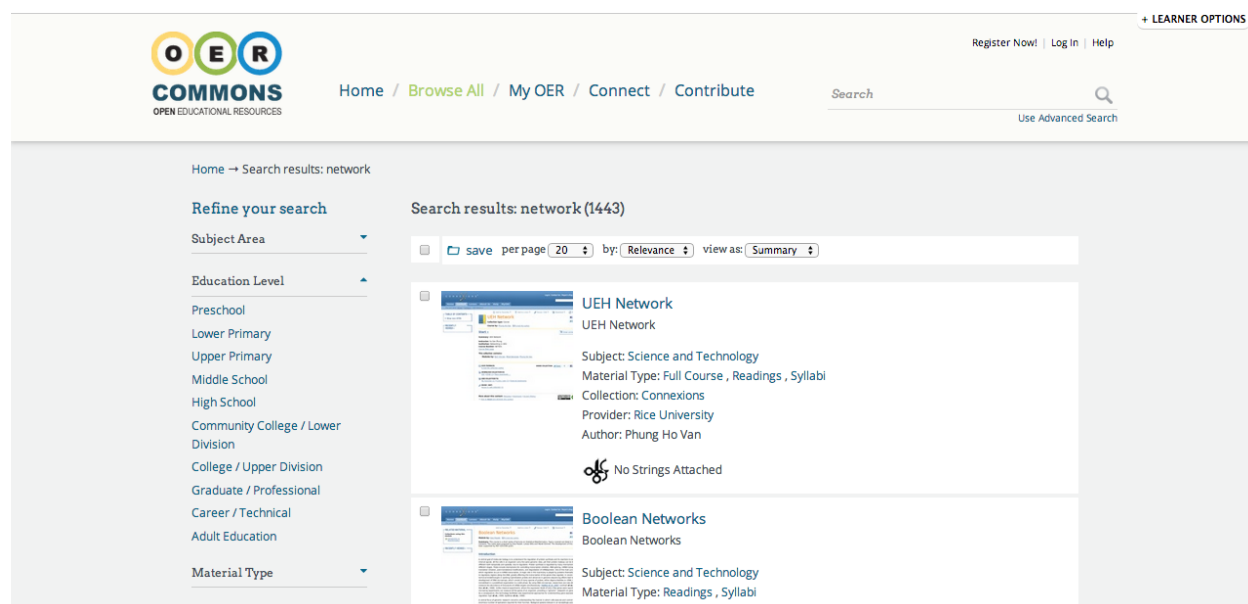 + LEARNER OPTIONS
Register Now! | Log In | Help
O E R
COMMONS
OPEN EDUCATIONAL RESOURCES
Home / Browse All / My OER / Connect / Contribute
Search
Use Advanced Search
Home → Search results: network
Refine your search
Subject Area
Education Level
Preschool
Lower Primary
Upper Primary
Middle School
High School
Community College / Lower
Division
College / Upper Division
Graduate / Professional
Career / Technical
Adult Education
Material Type
Search results: network (1443)
save per page 20 by: Relevance view as: Summary
UEH Network
UEH Network
Subject: Science and Technology
Material Type: Full Course , Readings , Syllabi
Collection: Connexions
Provider: Rice University
Author: Phung Ho Van
No Strings Attached
Boolean Networks
Boolean Networks
Subject: Science and Technology
Material Type: Readings , Syllabi